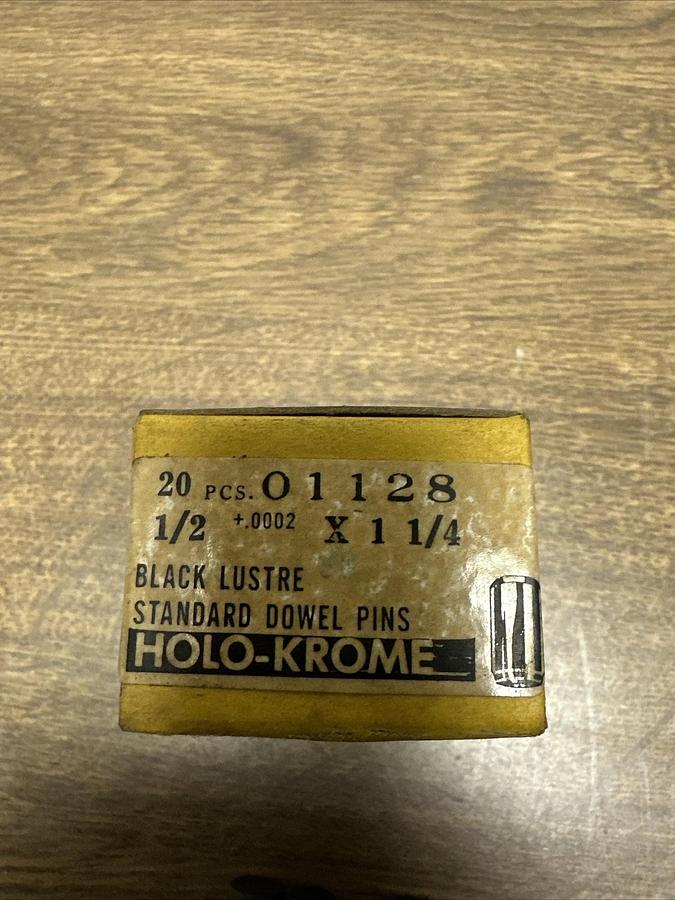 20 PCS. 01128
1/2 +.0002 X 1 1/4
BLACK LUSTRE
STANDARD DOWEL PINS
HOLO-KROME